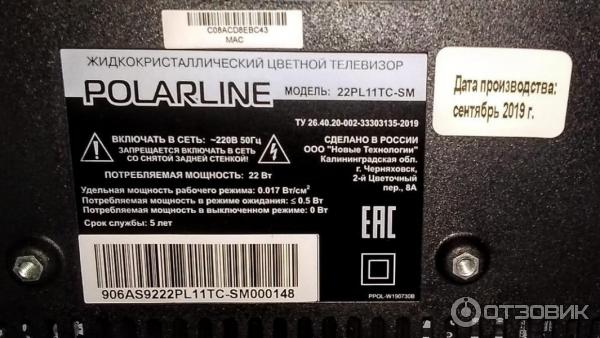 C08ACD8EBC43
MAC
ЖИДКОКРИСТАЛЛИЧЕСКИЙ ЦВЕТНОЙ ТЕЛЕВИЗОР
POLARLINE
МОДЕЛЬ: 22PL11TC-SM
ТУ 26.40.20-002-33303135-2019
ВКЛЮЧАТЬ В СЕТЬ: ~220В 50Гц
ЗАПРЕЩАЕТСЯ ВКЛЮЧАТЬ В СЕТЬ
СО СНЯТОЙ ЗАДНЕЙ СТЕНКОЙ!
ПОТРЕБЛЯЕМАЯ МОЩНОСТЬ: 22 Вт
Удельная мощность рабочего режима: 0.017 Вт/см²
Потребляемая мощность в режиме ожидания: ≤ 0.5 Вт
Потребляемая мощность в выключенном режиме: 0 Вт
Срок службы: 5 лет
СДЕЛАНО В РОССИИ
ООО "Новые Технологии"
Калининградская обл.
г. Черняховск,
2-й Цветочный
пер., 8А
EAC
906AS9222PL11TC-SM000148
PPOL-W190730B
Дата производства:
сентябрь 2019 г.
ОТЗОВИК